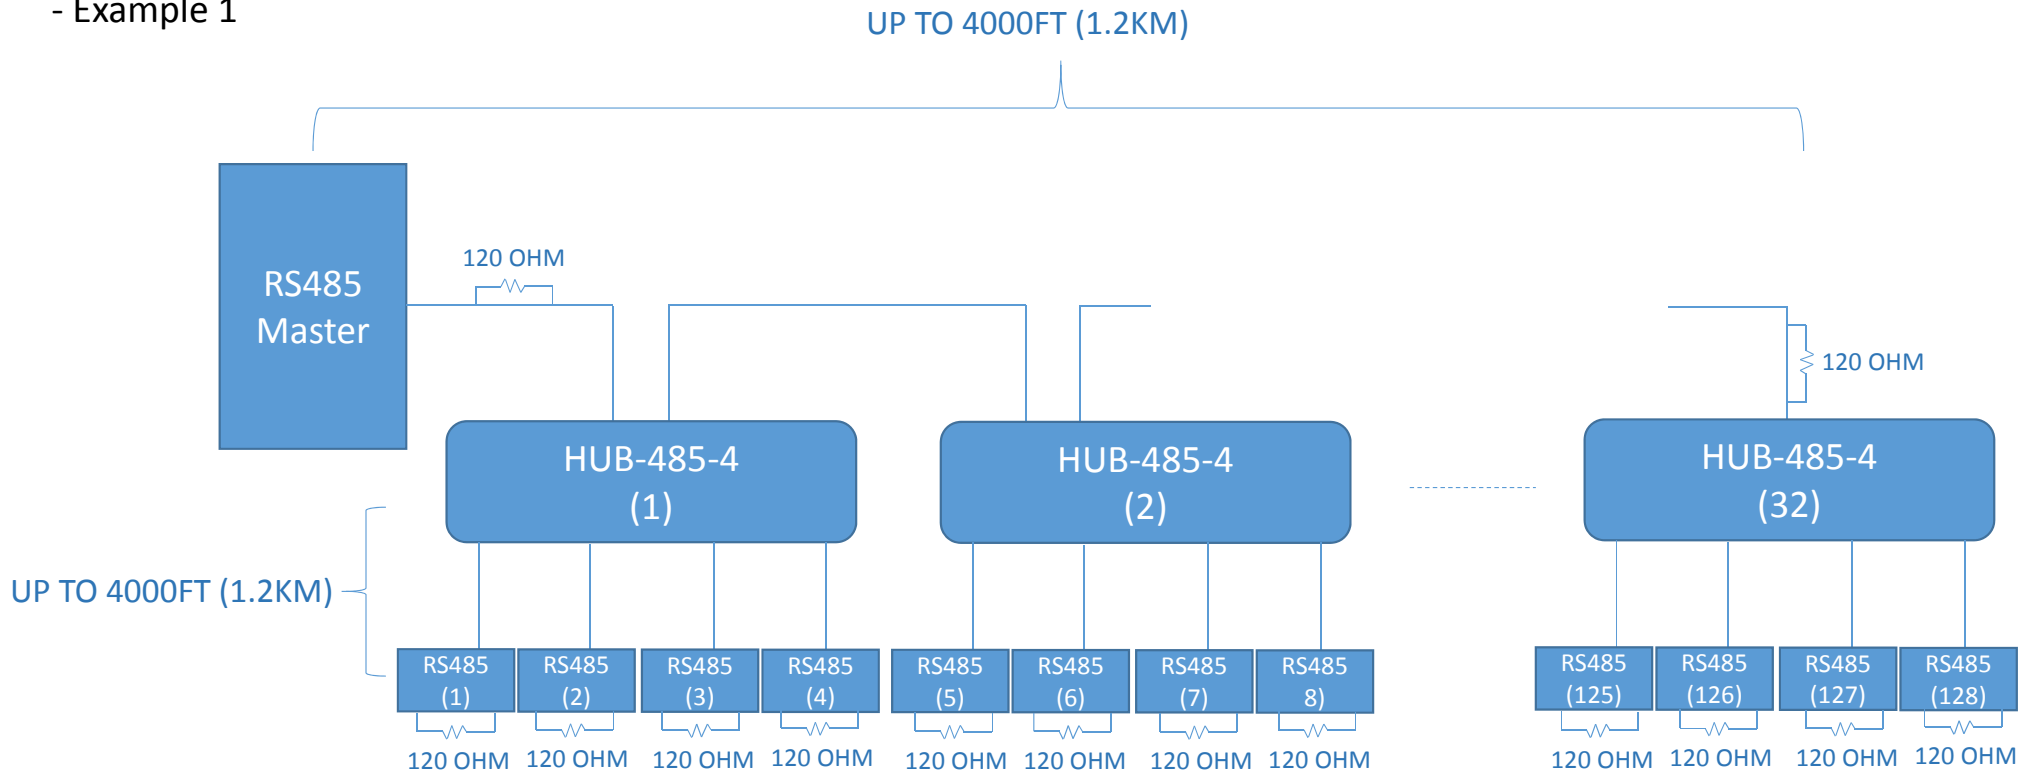 - Example 1
UP TO 4000FT (1.2KM)
RS485
Master
120 OHM
120 OHM
HUB-485-4
(1)
HUB-485-4
(2)
HUB-485-4
(32)
UP TO 4000FT (1.2KM)
RS485
(1)
RS485
(2)
RS485
(3)
RS485
(4)
RS485
(5)
RS485
(6)
RS485
(7)
RS485
8)
RS485
(125)
RS485
(126)
RS485
(127)
RS485
(128)
120 OHM
120 OHM
120 OHM
120 OHM
120 OHM
120 OHM
120 OHM
120 OHM
120 OHM
120 OHM
120 OHM
120 OHM